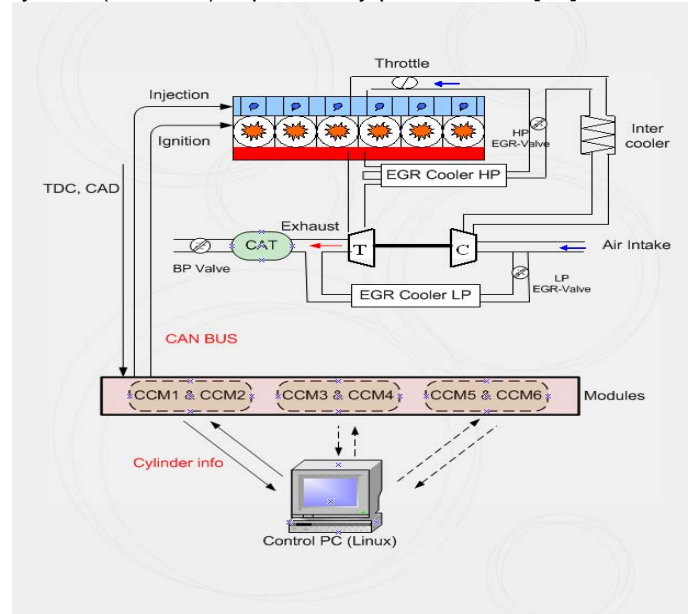 Throttle
Injection
Ignition
HP
EGR-Valve
Inter
cooler
EGR Cooler HP
TDC, CAD
Exhaust
CAT
T
C
Air Intake
BP Valve
EGR Cooler LP
LP
EGR-Valve
CAN BUS
CCM1 & CCM2
CCM3 & CCM4
CCM5 & CCM6
Modules
Cylinder info
Control PC (Linux)